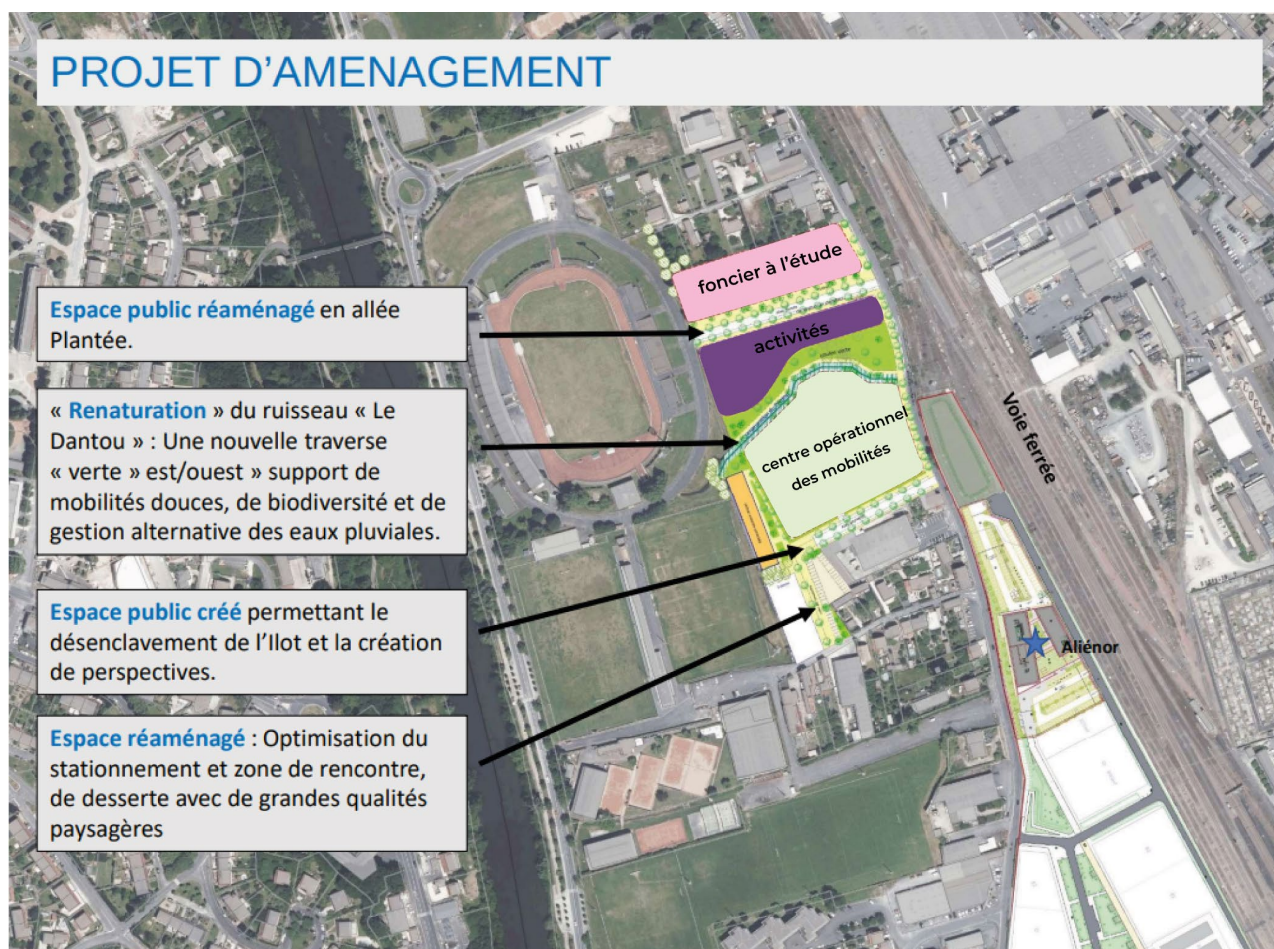 PROJET D’AMENAGEMENT
Espace public réaménagé en allée
Plantée.
« Renaturation » du ruisseau « Le
Dantou » : Une nouvelle traverse
« verte » est/ouest » support de
mobilités douces, de biodiversité et de
gestion alternative des eaux pluviales.
Espace public créé permettant le
désenclavement de l’Ilot et la création
de perspectives.
Espace réaménagé : Optimisation du
stationnement et zone de rencontre,
de desserte avec de grandes qualités
paysagères
foncier à l’étude
activités
coulée verte
centre opérationnel
des mobilités
Voie ferrée
Aliénor